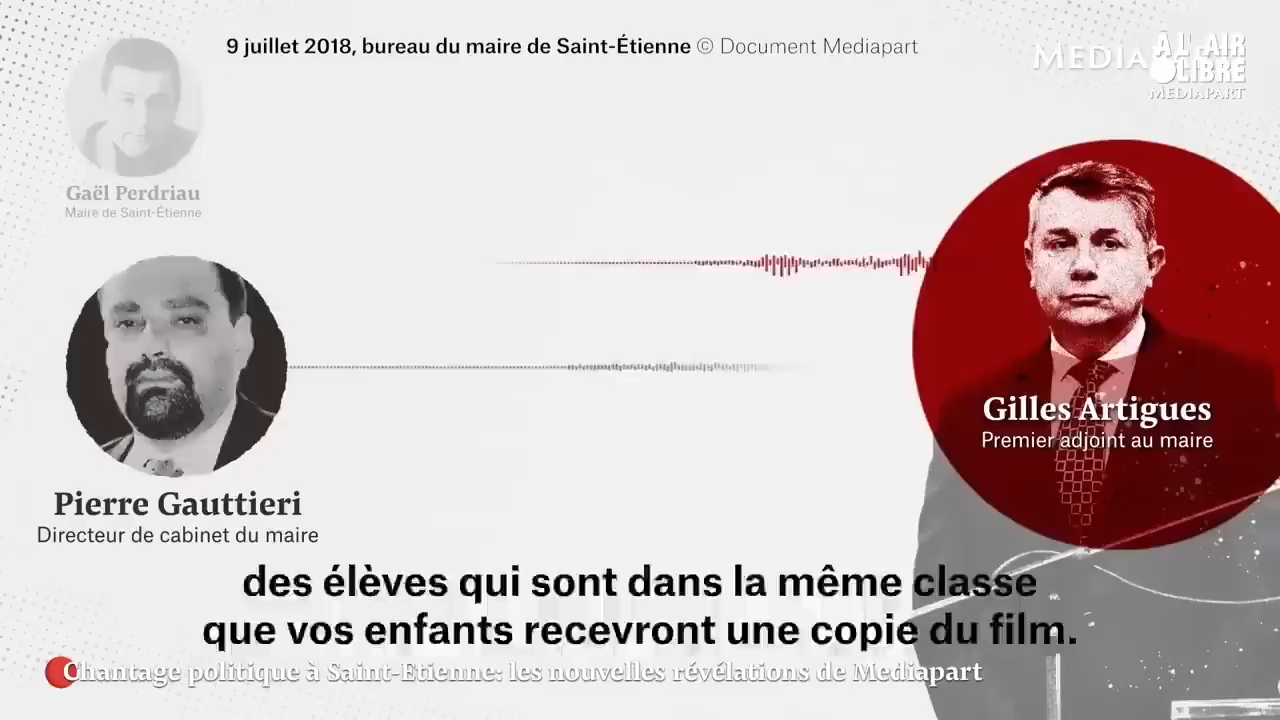 9 juillet 2018, bureau du maire de Saint-Étienne © Document Mediapart
MEDIA
À L'AIR
LIBRE
MEDIAPART
Gaël Perdriau
Maire de Saint-Étienne
Gilles Artigues
Premier adjoint au maire
Pierre Gauttieri
Directeur de cabinet du maire
des élèves qui sont dans la même classe
que vos enfants recevront une copie du film.
Chantage politique à Saint-Etienne: les nouvelles révélations de Mediapart